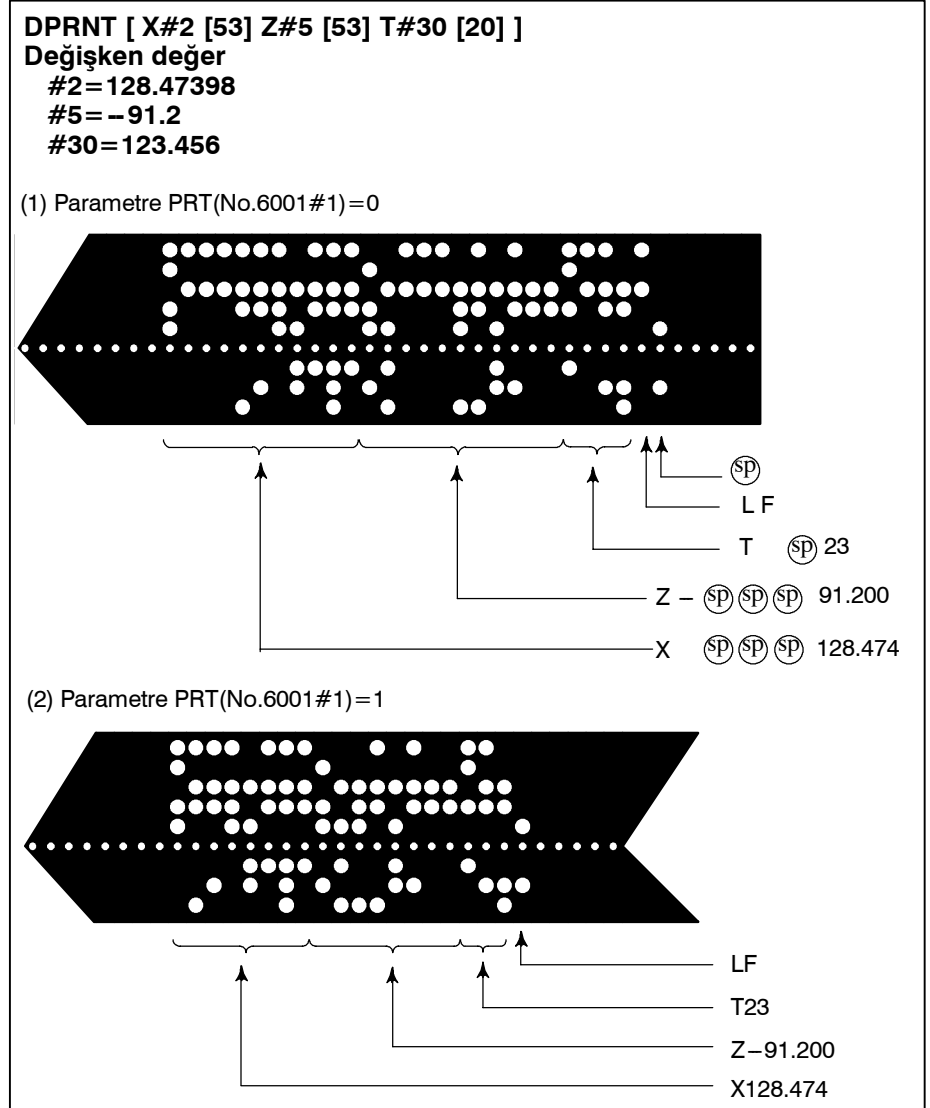 DPRNT [ X#2 [53] Z#5 [53] T#30 [20] ]
Değişken değer
#2=128.47398
#5=--91.2
#30=123.456
(1) Parametre PRT(No.6001#1)=0
sp
L F
T sp 23
Z – sp sp sp 91.200
X sp sp sp 128.474
(2) Parametre PRT(No.6001#1)=1
LF
T23
Z–91.200
X128.474